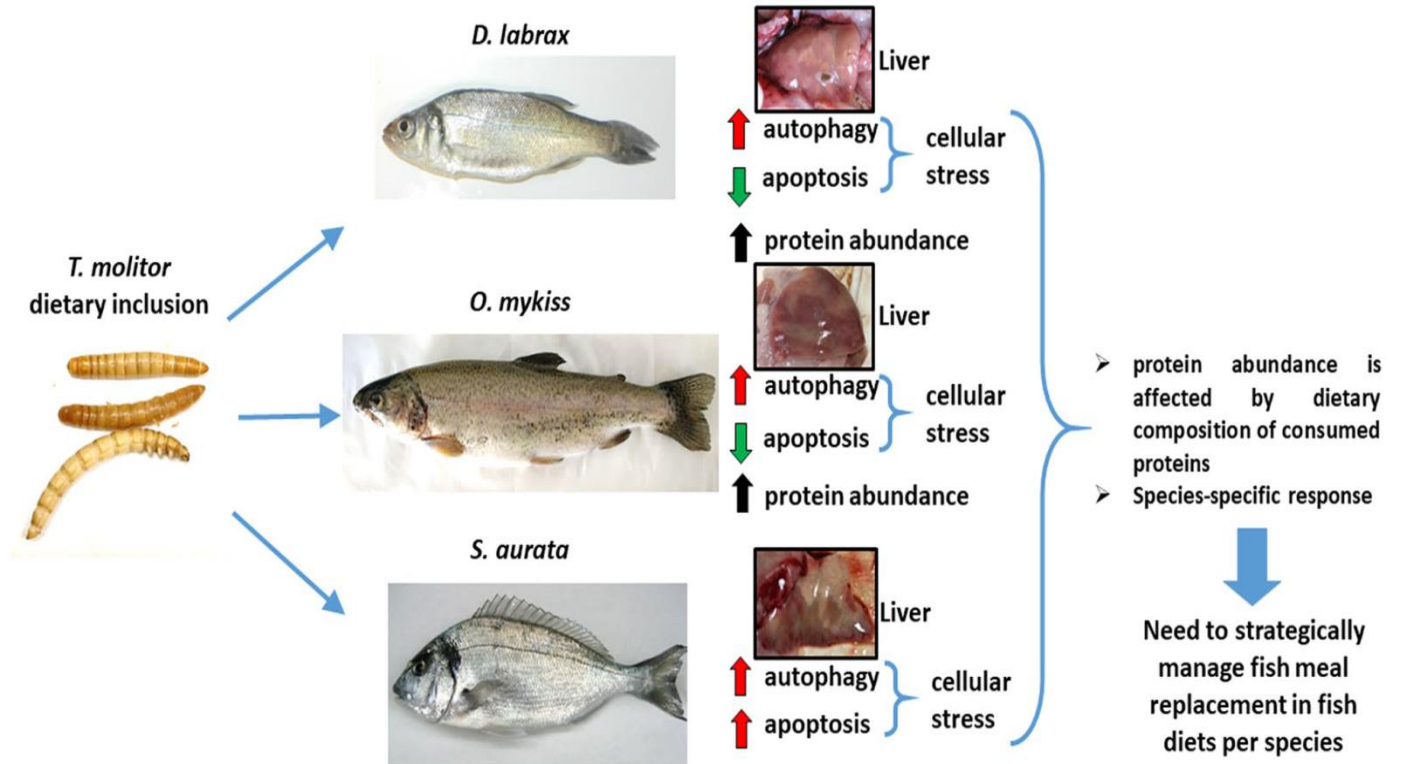 T. molitor
dietary inclusion
D. labrax
Liver
autophagy
apoptosis
cellular
stress
protein abundance
O. mykiss
Liver
autophagy
apoptosis
cellular
stress
protein abundance
S. aurata
Liver
autophagy
apoptosis
cellular
stress
➢ protein abundance is
affected by dietary
composition of consumed
proteins
➢ Species-specific response
Need to strategically
manage fish meal
replacement in fish
diets per species